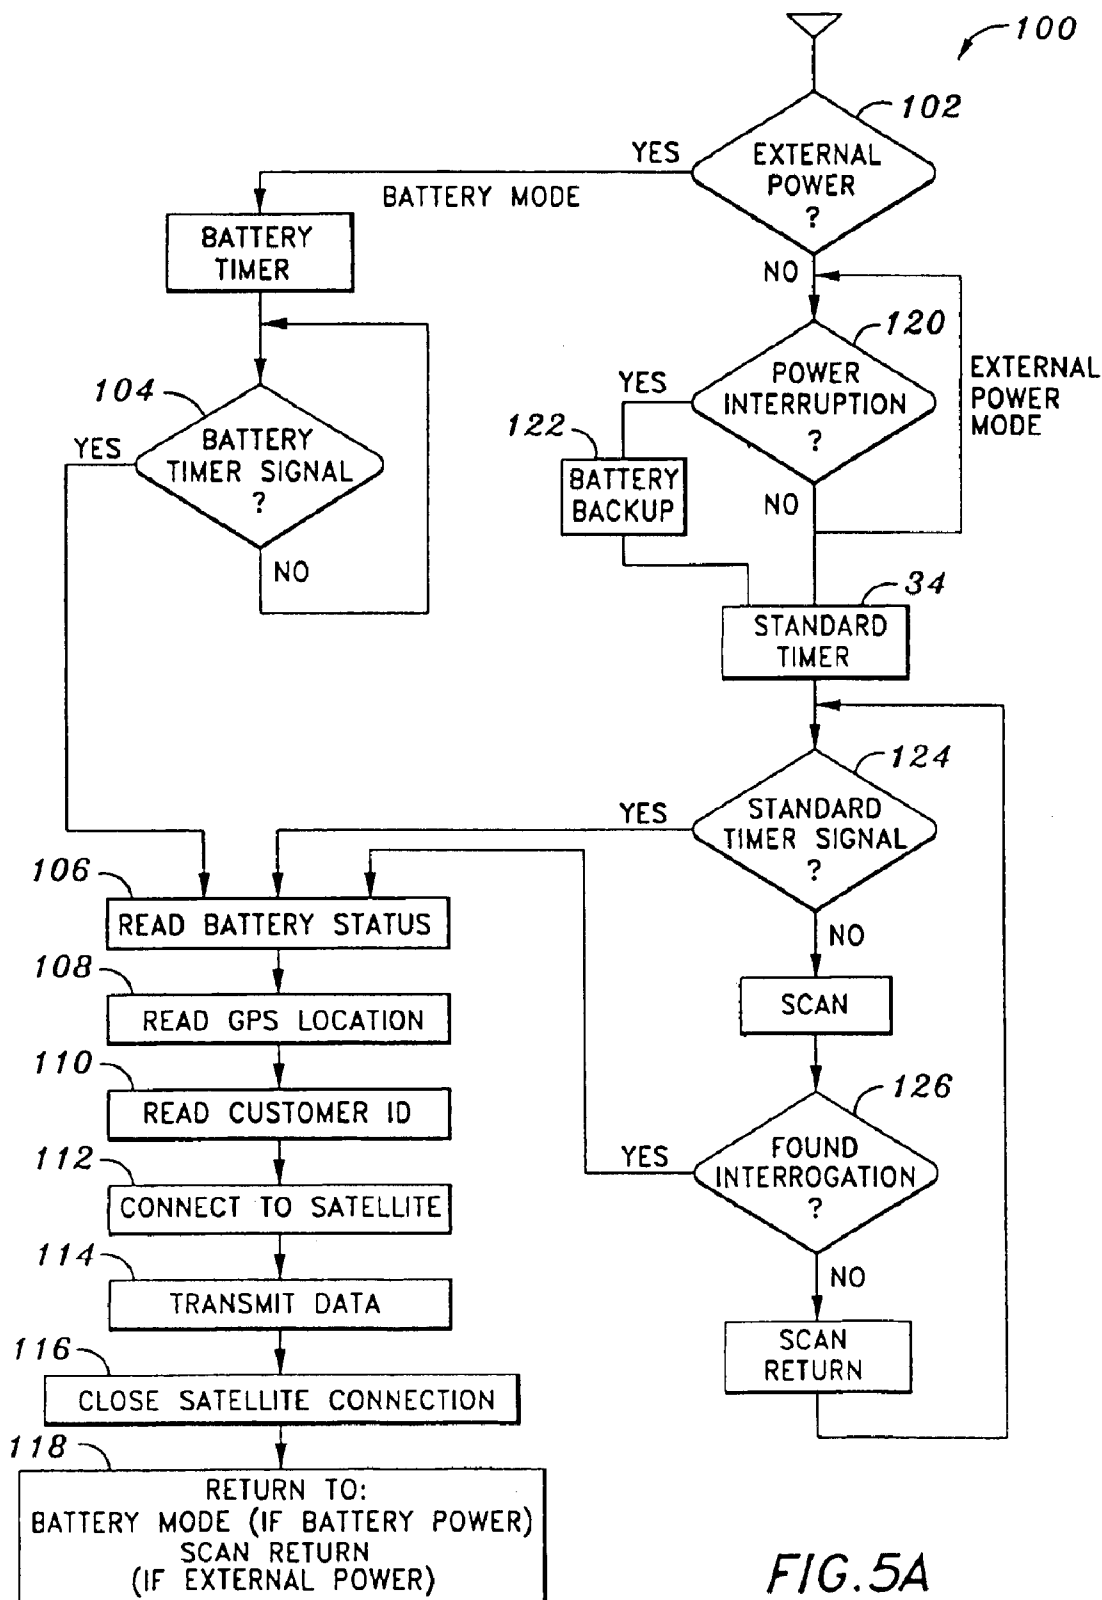 100
102
EXTERNAL
POWER
?
YES
BATTERY MODE
NO
BATTERY
TIMER
104
BATTERY
TIMER SIGNAL
?
YES
NO
120
POWER
INTERRUPTION
?
YES
NO
EXTERNAL
POWER
MODE
122
BATTERY
BACKUP
34
STANDARD
TIMER
124
STANDARD
TIMER SIGNAL
?
YES
NO
SCAN
126
FOUND
INTERROGATION
?
YES
NO
SCAN
RETURN
106
READ BATTERY STATUS
108
READ GPS LOCATION
110
READ CUSTOMER ID
112
CONNECT TO SATELLITE
114
TRANSMIT DATA
116
CLOSE SATELLITE CONNECTION
118
RETURN TO:
BATTERY MODE (IF BATTERY POWER)
SCAN RETURN
(IF EXTERNAL POWER)
FIG.5A